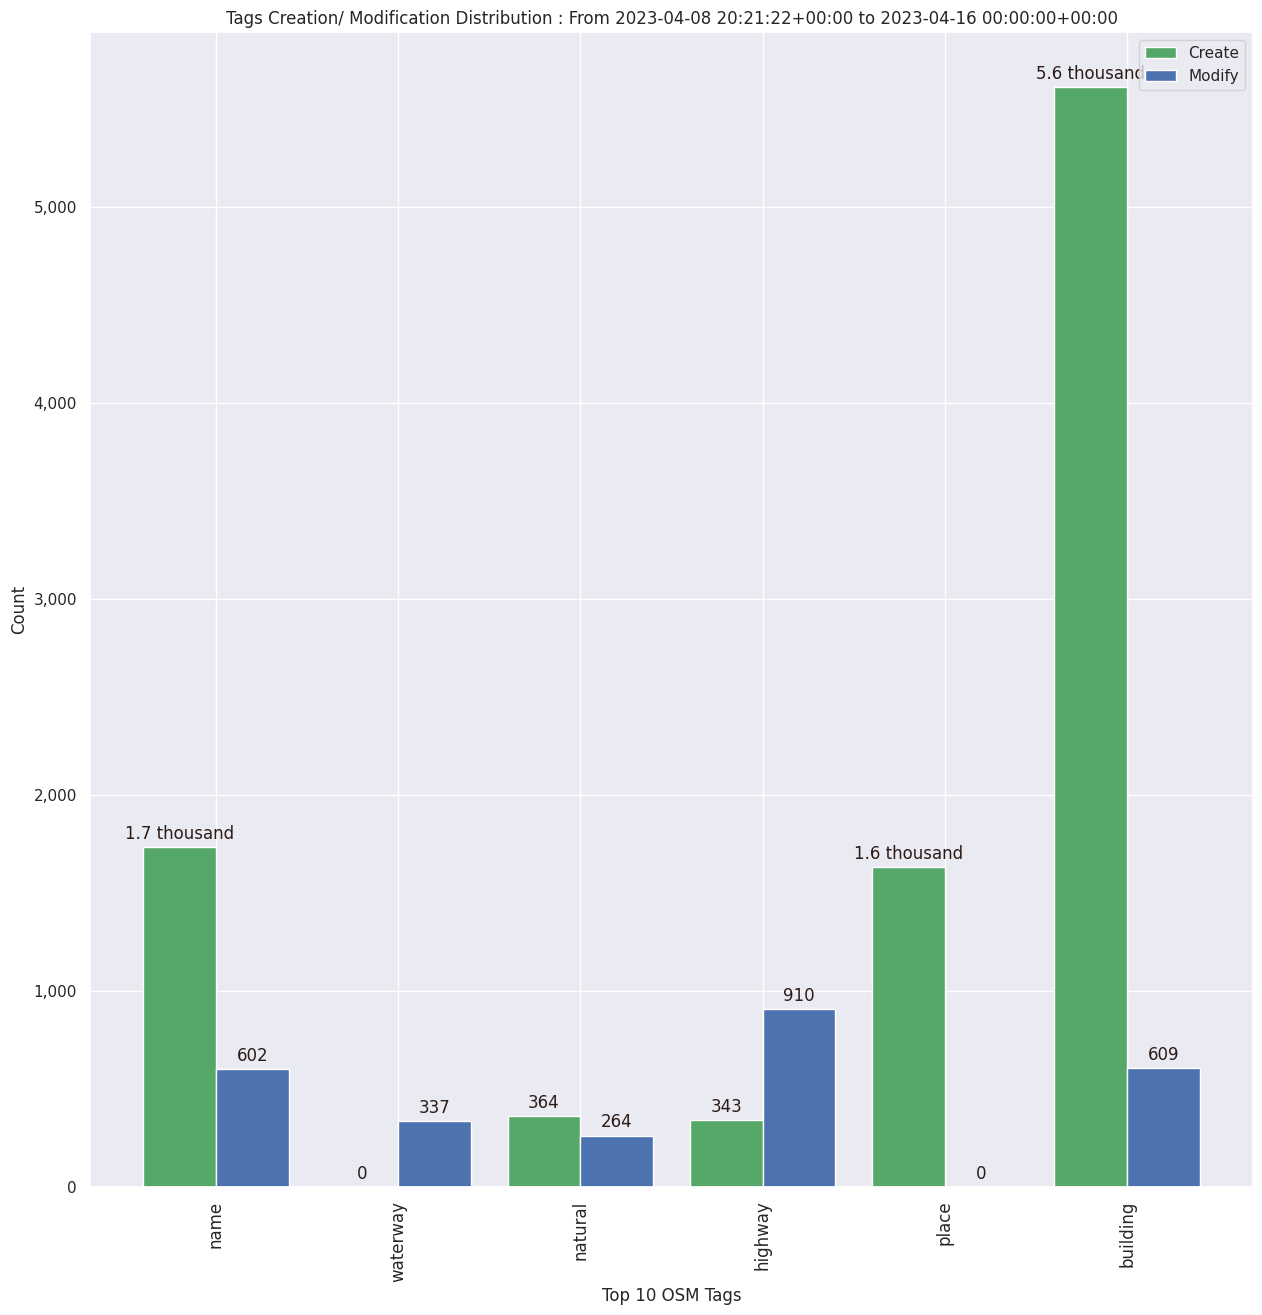 Tags Creation/ Modification Distribution : From 2023-04-08 20:21:22+00:00 to 2023-04-16 00:00:00+00:00
Create
Modify
5.6 thousand
5,000
4,000
3,000
Count
2,000
1.7 thousand
1.6 thousand
1,000
910
602
609
364
343
337
264
0
0
0
name
waterway
natural
highway
place
building
Top 10 OSM Tags